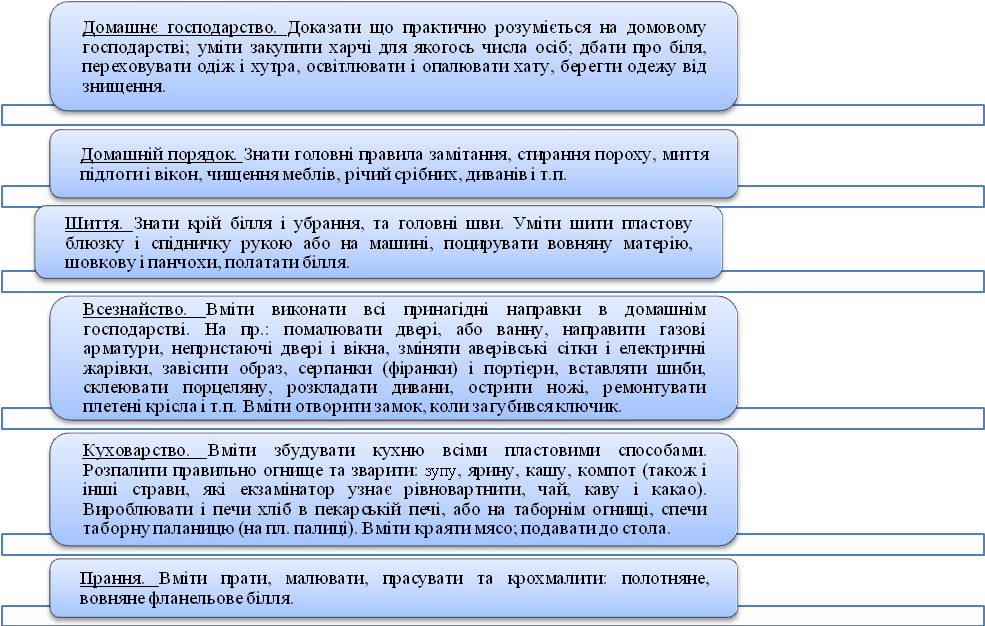 Домашнє господарство. Доказати що практично розуміється на домовому
господарстві; уміти закупити харчі для якогось числа осіб; дбати про біля,
переховувати одіж і хутра, освітлювати і опалювати хату, берегти одежу від
знищення.
Домашній порядок. Знати головні правила замітання, стирання пороху, миття
підлоги і вікон, чищення меблів, річий срібних, диванів і т.п.
Шиття. Знати крій білля і убрання, та головні шви. Уміти шити пластову
блюзку і спідничку рукою або на машині, поцирувати вовняну матерію,
шовкову і панчохи, полатати білля.
Всезнайство. Вміти виконати всі принагідні направки в домашнім
господарстві. На пр.: помалювати двері, або ванну, направити газові
арматури, непристаючі двері і вікна, зміняти аверівські сітки і електричні
жарівки, завісити образ, серпанки (фіранки) і портієри, вставляти шиби,
склеювати порцеляну, розкладати дивани, острити ножі, ремонтувати
плетені крісла і т.п. Вміти отворити замок, коли загубився ключик.
Куховарство. Вміти збудувати кухню всіми пластовими способами.
Розпалити правильно огнище та зварити: зупу, ярину, кашу, компот (також і
інші страви, які екзамінатор узнає рівновартнити, чай, каву і какао).
Вироблювати і печи хліб в пекарській печі, або на таборнім огнищі, спечи
таборну паланицю (на пл. палиці). Вміти краяти мясо; подавати до стола.
Прання. Вміти прати, малювати, прасувати та крохмалити: полотняне,
вовняне фланельове білля.